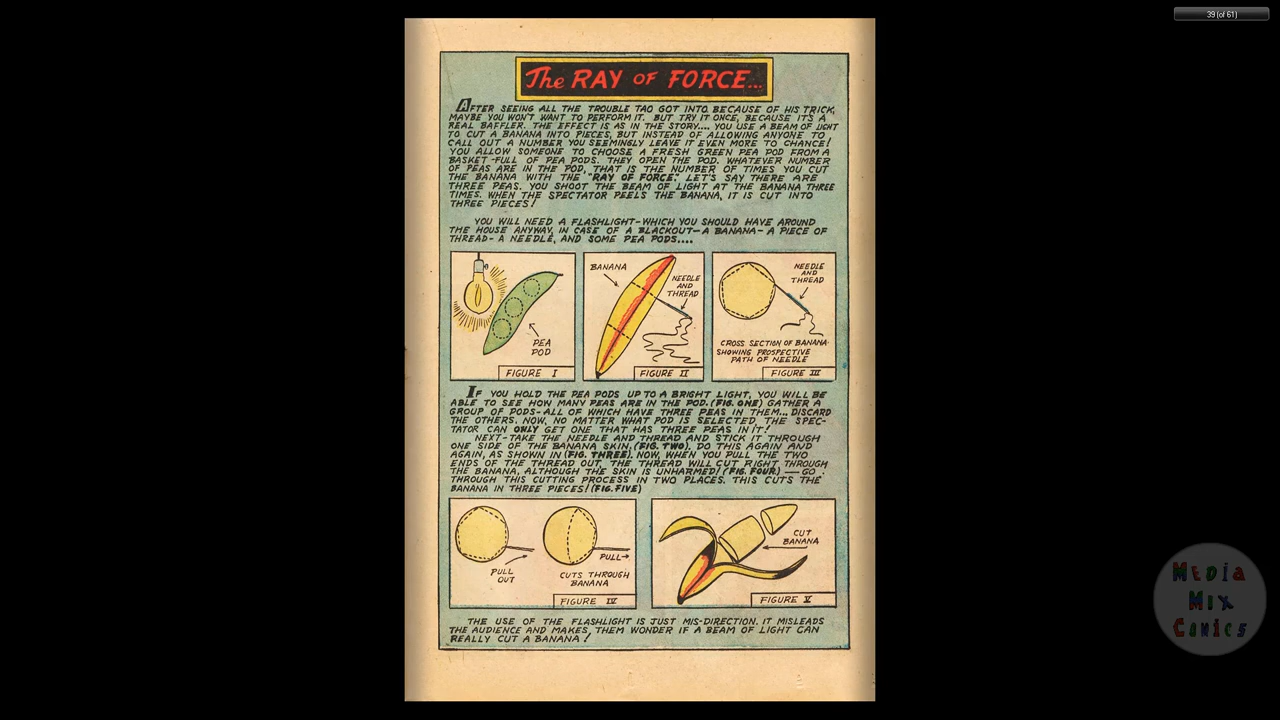 39 (of 61)
The RAY OF FORCE...
AFTER SEEING ALL THE TROUBLE TAO GOT INTO BECAUSE OF HIS TRICK,
MAYBE YOU WON'T WANT TO PERFORM IT. BUT TRY IT ONCE, BECAUSE IT'S A
REAL BAFFLER. THE EFFECT IS AS IN THE STORY.... YOU USE A BEAM OF LIGHT
TO CUT A BANANA INTO PIECES, BUT INSTEAD OF ALLOWING ANYONE TO
CALL OUT A NUMBER YOU SEEMINGLY LEAVE IT EVEN MORE TO CHANCE!
YOU ALLOW SOMEONE TO CHOOSE A FRESH GREEN PEA POD FROM A
BASKET-FULL OF PEA PODS. THEY OPEN THE POD. WHATEVER NUMBER
OF PEAS ARE IN THE POD, THAT IS THE NUMBER OF TIMES YOU CUT
THE BANANA WITH THE "RAY OF FORCE." LET'S SAY THERE ARE
THREE PEAS. YOU SHOOT THE BEAM OF LIGHT AT THE BANANA THREE
TIMES. WHEN THE SPECTATOR PEELS THE BANANA, IT IS CUT INTO
THREE PIECES!
YOU WILL NEED A FLASHLIGHT-WHICH YOU SHOULD HAVE AROUND
THE HOUSE ANYWAY, IN CASE OF A BLACKOUT-A BANANA- A PIECE OF
THREAD- A NEEDLE, AND SOME PEA PODS....
PEA
POD
FIGURE I
BANANA
NEEDLE
AND
THREAD
FIGURE II
NEEDLE
AND
THREAD
CROSS SECTION OF BANANA-
SHOWING PROSPECTIVE
PATH OF NEEDLE
FIGURE III
IF YOU HOLD THE PEA PODS UP TO A BRIGHT LIGHT, YOU WILL BE
ABLE TO SEE HOW MANY PEAS ARE IN THE POD. (FIG. ONE) GATHER A
GROUP OF PODS-ALL OF WHICH HAVE THREE PEAS IN THEM... DISCARD
THE OTHERS. NOW, NO MATTER WHAT POD IS SELECTED, THE SPEC-
TATOR CAN ONLY GET ONE THAT HAS THREE PEAS IN IT!
NEXT-TAKE THE NEEDLE AND THREAD AND STICK IT THROUGH
ONE SIDE OF THE BANANA SKIN. (FIG. TWO). DO THIS AGAIN AND
AGAIN, AS SHOWN IN (FIG. THREE). NOW, WHEN YOU PULL THE TWO
ENDS OF THE THREAD OUT, THE THREAD WILL CUT RIGHT THROUGH
THE BANANA, ALTHOUGH THE SKIN IS UNHARMED! (FIG. FOUR) — GO
THROUGH THIS CUTTING PROCESS IN TWO PLACES. THIS CUTS THE
BANANA IN THREE PIECES! (FIG. FIVE)
PULL
OUT
PULL→
CUTS THROUGH
BANANA
FIGURE IV
CUT
BANANA
FIGURE V
THE USE OF THE FLASHLIGHT IS JUST MIS-DIRECTION. IT MISLEADS
THE AUDIENCE AND MAKES THEM WONDER IF A BEAM OF LIGHT CAN
REALLY CUT A BANANA!
MEDIA
MIX
COMICS